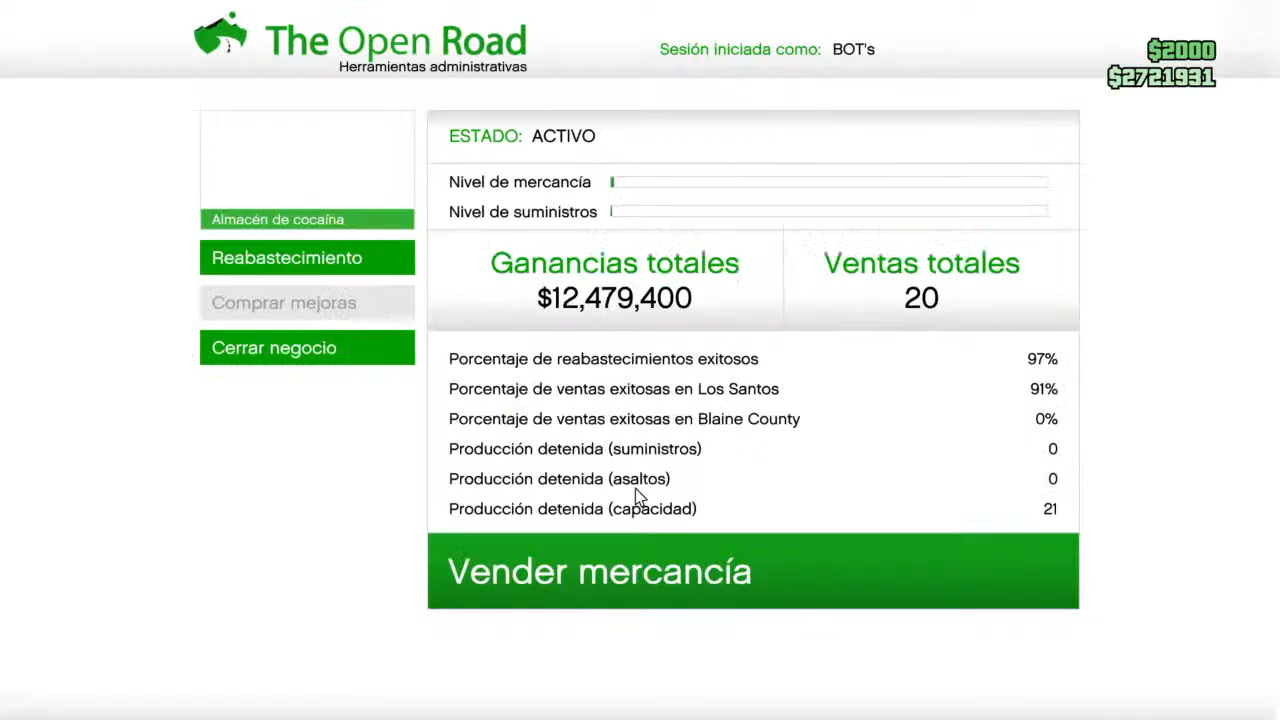 The Open Road
Herramientas administrativas
Sesión iniciada como: BOT's
$2000
$2721931
Almacén de cocaína
Reabastecimiento
Comprar mejoras
Cerrar negocio
ESTADO: ACTIVO
Nivel de mercancía
Nivel de suministros
Ganancias totales
$12,479,400
Ventas totales
20
Porcentaje de reabastecimientos exitosos 97%
Porcentaje de ventas exitosas en Los Santos 91%
Porcentaje de ventas exitosas en Blaine County 0%
Producción detenida (suministros) 0
Producción detenida (asaltos) 0
Producción detenida (capacidad) 21
Vender mercancía